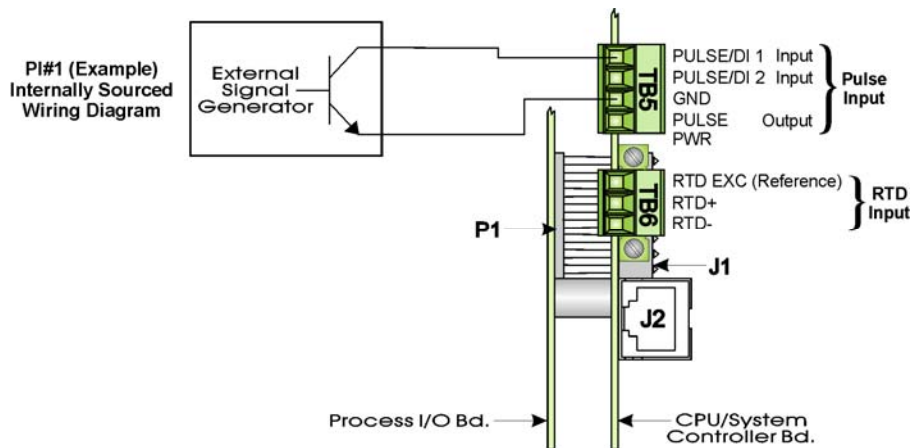 PI#1 (Example)
Internally Sourced
Wiring Diagram
External
Signal
Generator
TB5
PULSE/DI 1 Input
PULSE/DI 2 Input
GND
PULSE Output
PWR
Pulse
Input
TB6
RTD EXC (Reference)
RTD+
RTD-
RTD
Input
P1
J1
J2
Process I/O Bd.
CPU/System
Controller Bd.